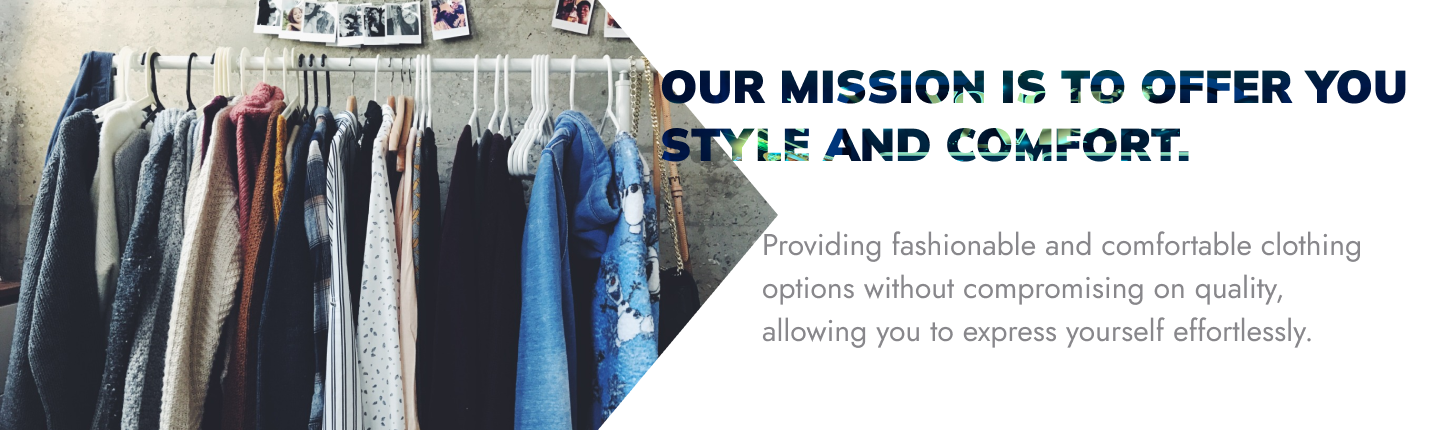 OUR MISSION IS TO OFFER YOU
STYLE AND COMFORT.
Providing fashionable and comfortable clothing
options without compromising on quality,
allowing you to express yourself effortlessly.